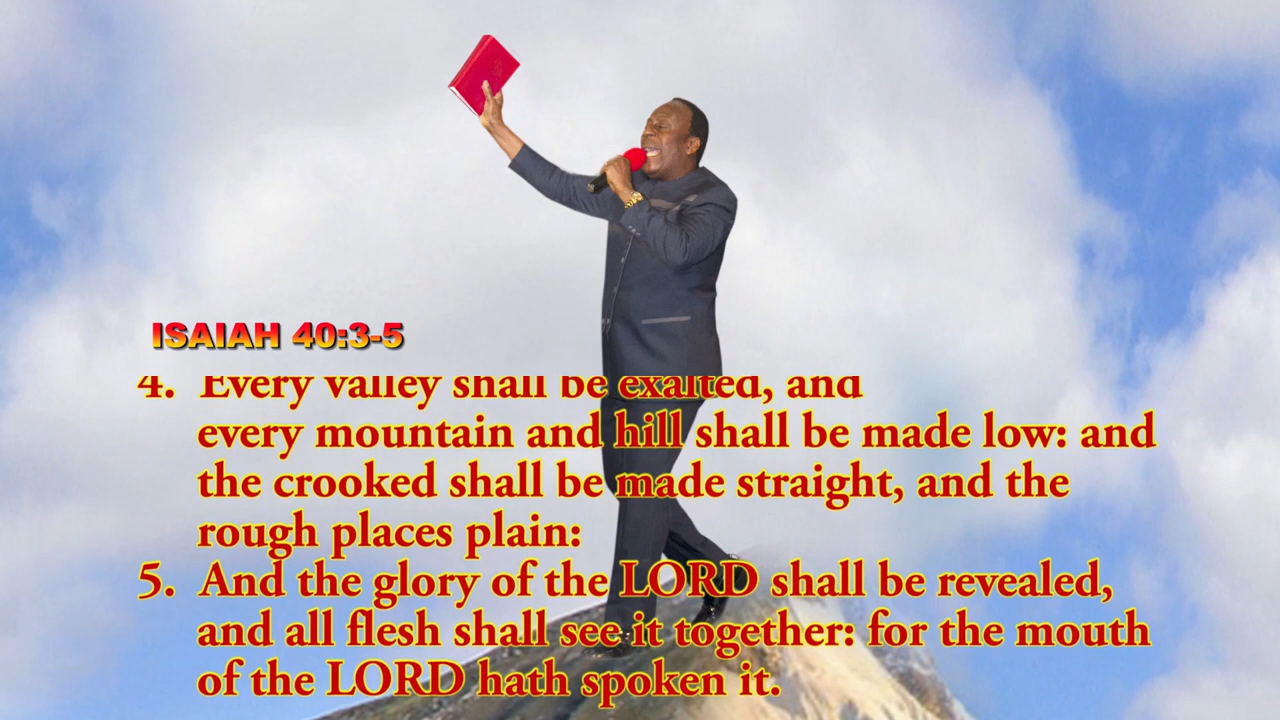 ISAIAH 40:3-5
4. Every valley shall be exalted, and
every mountain and hill shall be made low: and
the crooked shall be made straight, and the
rough places plain:
5. And the glory of the LORD shall be revealed,
and all flesh shall see it together: for the mouth
of the LORD hath spoken it.